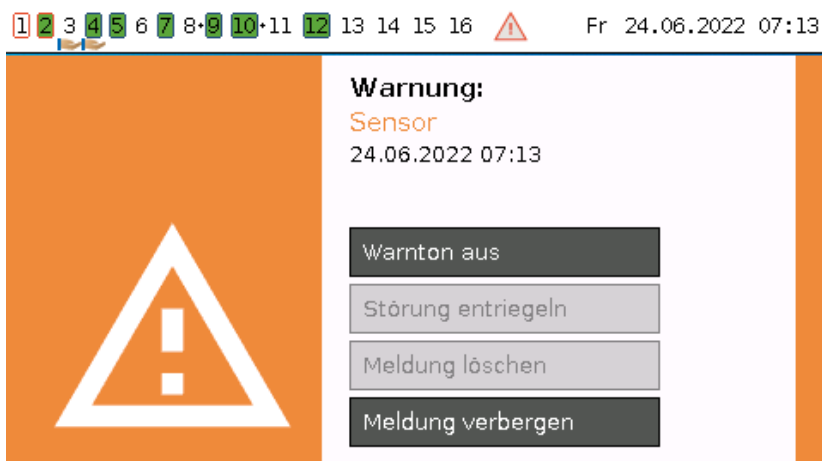 1 2 3 4 5 6 7 8+9 10+11 12 13 14 15 16 Fr 24.06.2022 07:13
Warnung:
Sensor
24.06.2022 07:13
Warnton aus
Störung entriegeln
Meldung löschen
Meldung verbergen